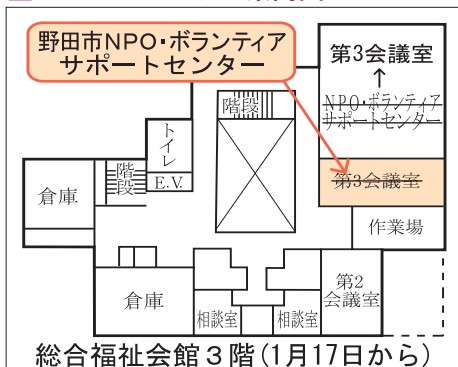 野田市NPO・ボランティア
サポートセンター
第3会議室
↑
NPO・ボランティア
サポートセンター
階段
トイレ
階段
E.V.
倉庫
第3会議室
作業場
倉庫
相談室
相談室
第2
会議室
総合福祉会館3階(1月17日から)